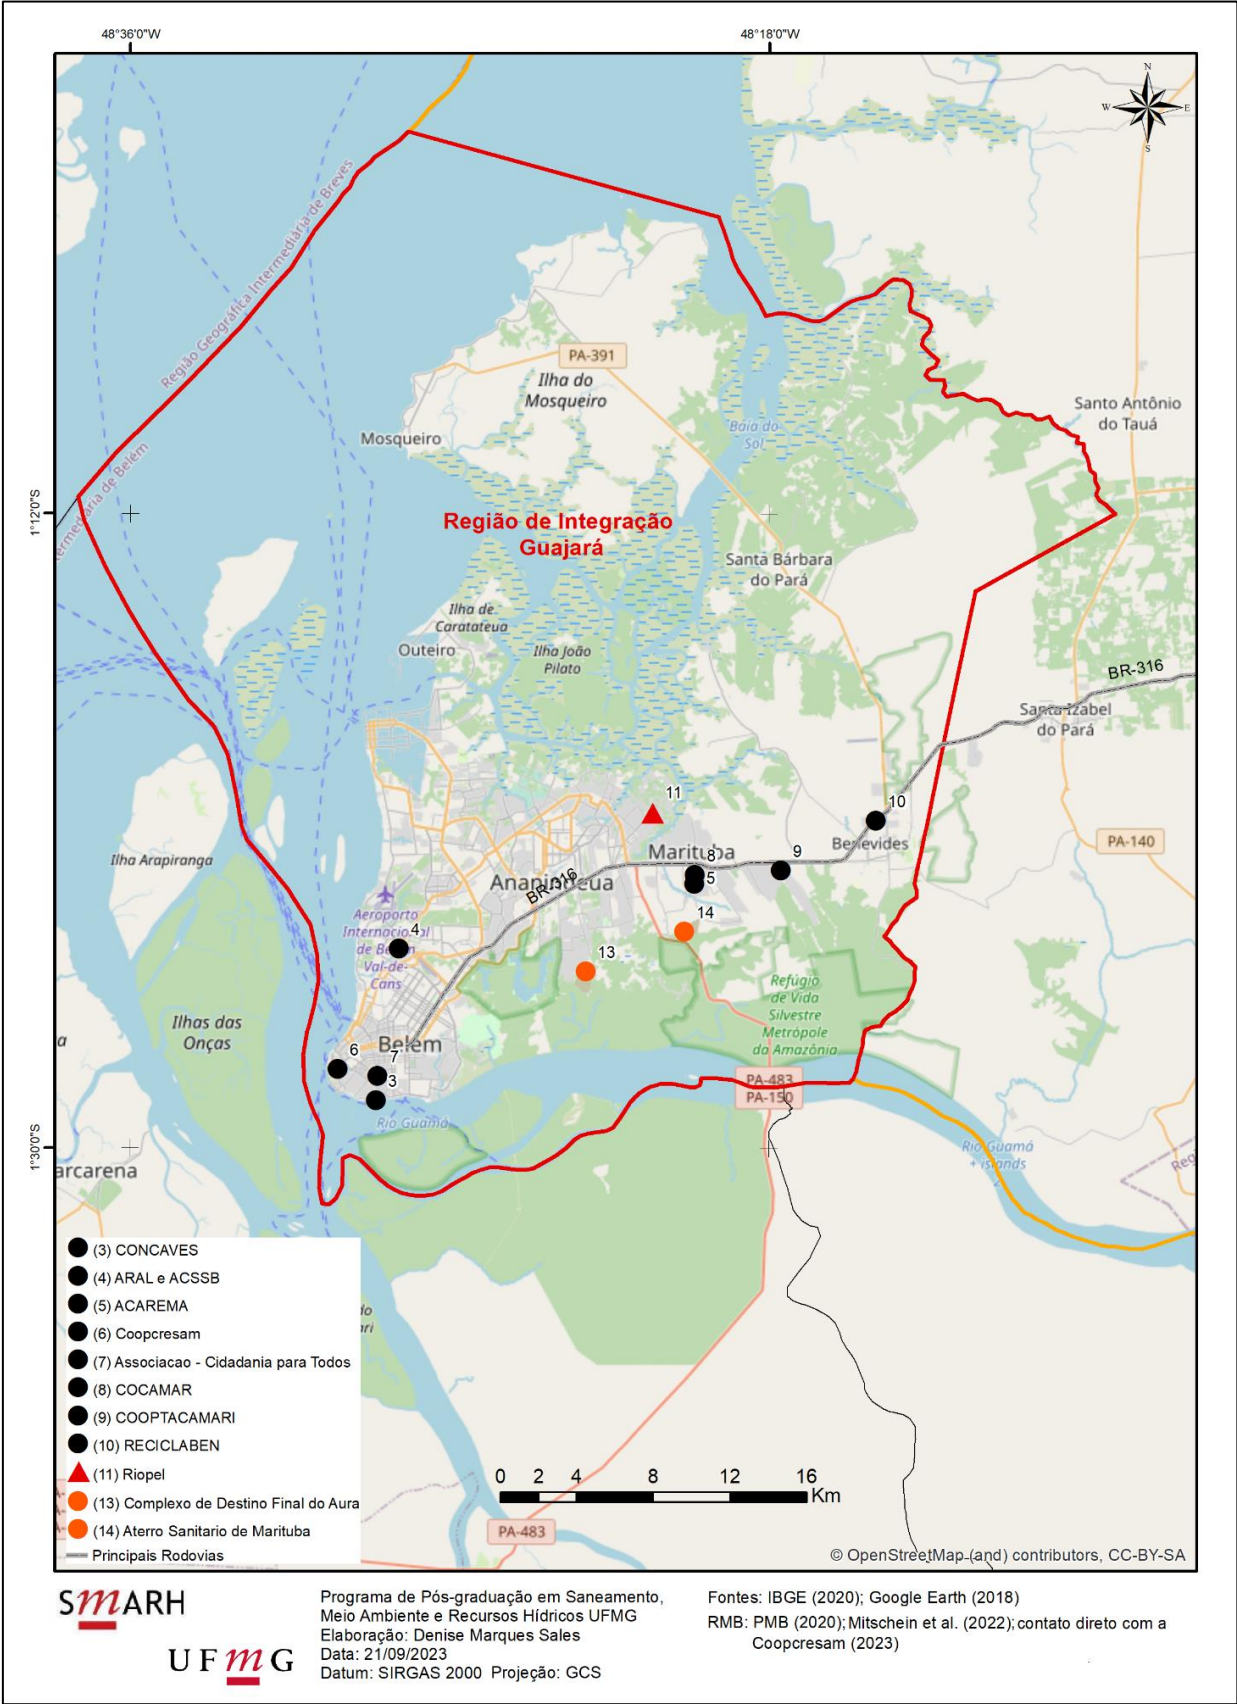 48°36'0"W
48°18'0"W
N
W
E
S
Região Geográfica Intermediária de Breves
PA-391
Ilha do
Mosqueiro
Santo Antônio
do Tauá
Mosqueiro
Baía do
Sol
1°12'0"S
Intermediária de Belém
Região de Integração
Guajará
Santa Bárbara
do Pará
Ilha de
Caratateua
Outeiro
Ilha João
Pilato
BR-316
Santa Izabel
do Pará
11
10
Marituba
8
9
Benevides
PA-140
Ilha Arapiranga
5
Ananindeua
BR-316
14
Aeroporto
Internacional
de Belém
Val-de-
Cans
4
13
Refúgio
de Vida
Silvestre
Metrópole
da Amazônia
Ilhas das
Onças
Belém
6
7
3
PA-483
PA-150
Rio Guamá
Rio Guamá
+ islands
2
1°30'0"S
arcarena
Reg
a
do
ari
(3) CONCAVES
(4) ARAL e ACSSB
(5) ACAREMA
(6) Coopcresam
(7) Associacao - Cidadania para Todos
(8) COCAMAR
(9) COOPTACAMARI
(10) RECICLABEN
(11) Riopel
(13) Complexo de Destino Final do Aura
(14) Aterro Sanitario de Marituba
Principais Rodovias
0 2 4 8 12 16
Km
PA-483
© OpenStreetMap (and) contributors, CC-BY-SA
SMARH
UFMG
Programa de Pós-graduação em Saneamento,
Meio Ambiente e Recursos Hídricos UFMG
Elaboração: Denise Marques Sales
Data: 21/09/2023
Datum: SIRGAS 2000 Projeção: GCS
Fontes: IBGE (2020); Google Earth (2018)
RMB: PMB (2020); Mitschein et al. (2022); contato direto com a
Coopcresam (2023)